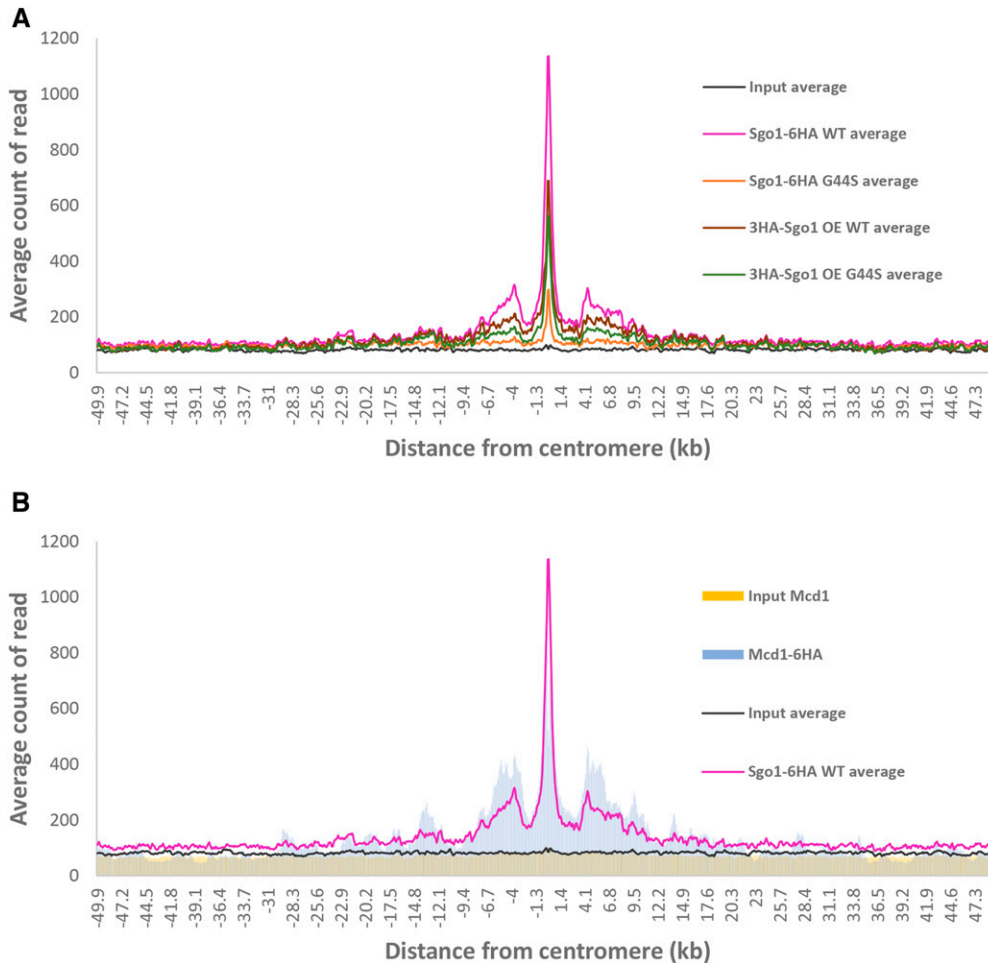 A
Average count of read
1200
1000
800
600
400
200
0
Input average
Sgo1-6HA WT average
Sgo1-6HA G44S average
3HA-Sgo1 OE WT average
3HA-Sgo1 OE G44S average
-49.9 -47.2 -44.5 -41.8 -39.1 -36.4 -33.7 -31 -28.3 -25.6 -22.9 -20.2 -17.5 -14.8 -12.1 -9.4 -6.7 -4 -1.3 1.4 4.1 6.8 9.5 12.2 14.9 17.6 20.3 23 25.7 28.4 31.1 33.8 36.5 39.2 41.9 44.6 47.3
Distance from centromere (kb)
B
Average count of read
1200
1000
800
600
400
200
0
Input Mcd1
Mcd1-6HA
Input average
Sgo1-6HA WT average
-49.9 -47.2 -44.5 -41.8 -39.1 -36.4 -33.7 -31 -28.3 -25.6 -22.9 -20.2 -17.5 -14.8 -12.1 -9.4 -6.7 -4 -1.3 1.4 4.1 6.8 9.5 12.2 14.9 17.6 20.3 23 25.7 28.4 31.1 33.8 36.5 39.2 41.9 44.6 47.3
Distance from centromere (kb)